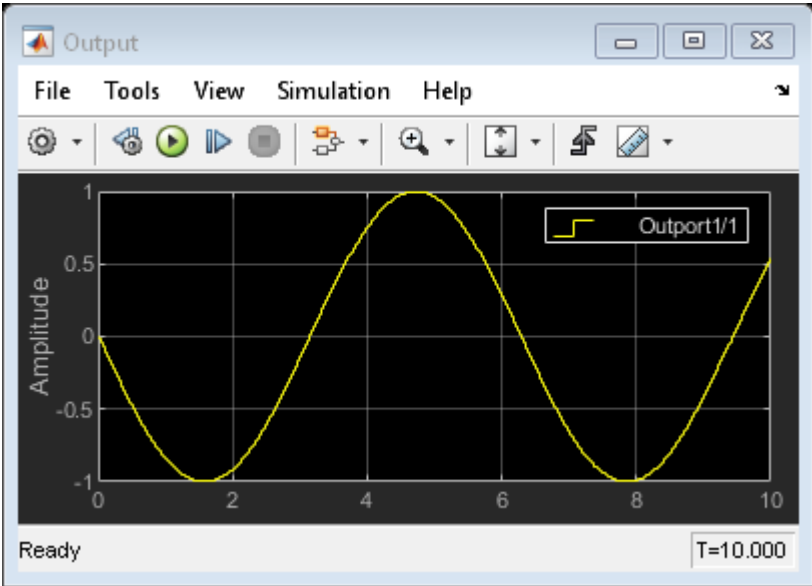 Output
File Tools View Simulation Help
Outport1/1
Amplitude
1
0.5
0
-0.5
-1
0 2 4 6 8 10
Ready T=10.000